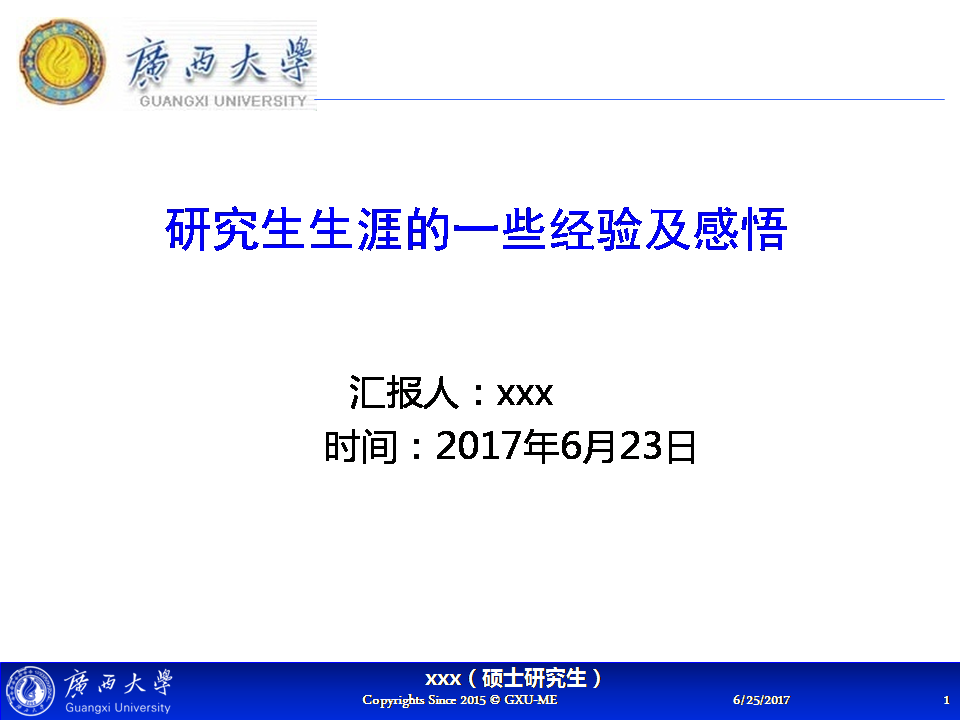 廣西大學
GUANGXI UNIVERSITY
研究生生涯的一些经验及感悟
汇报人：xxx
时间：2017年6月23日
廣西大學
Guangxi University
xxx（硕士研究生）
Copyrights Since 2015 © GXU-ME
6/25/2017
1